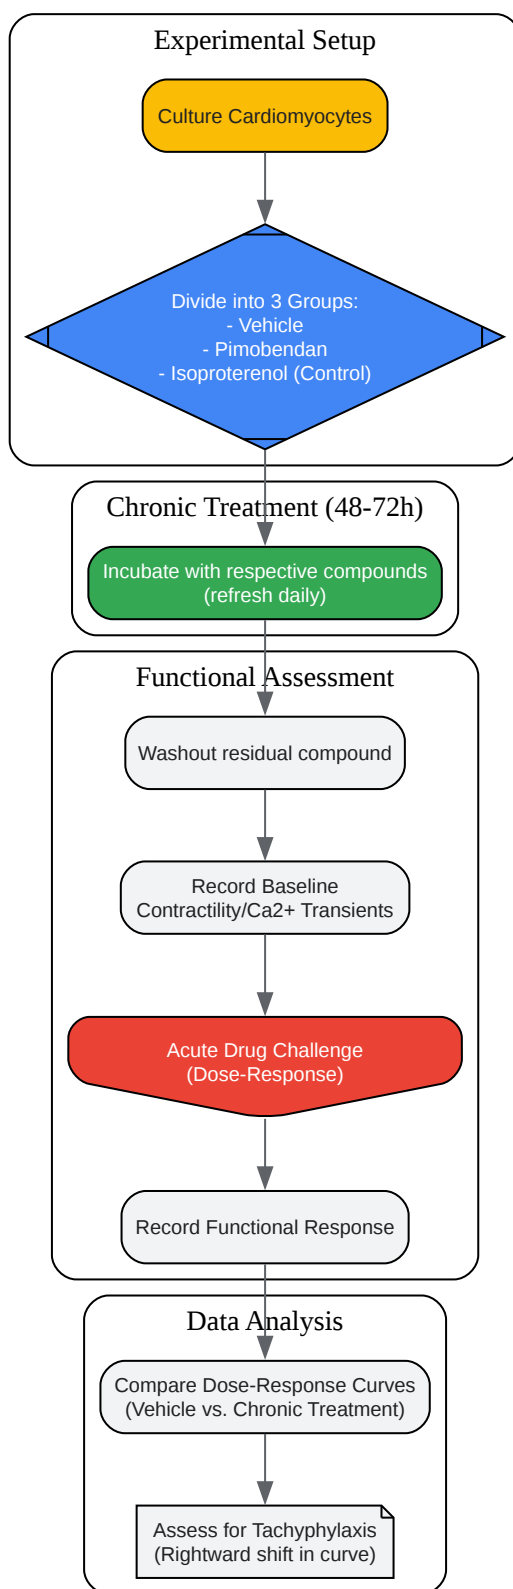 Experimental Setup
Culture Cardiomyocytes
Divide into 3 Groups:
- Vehicle
- Pimobendan
- Isoproterenol (Control)
Chronic Treatment (48-72h)
Incubate with respective compounds
(refresh daily)
Functional Assessment
Washout residual compound
Record Baseline
Contractility/Ca2+ Transients
Acute Drug Challenge
(Dose-Response)
Record Functional Response
Data Analysis
Compare Dose-Response Curves
(Vehicle vs. Chronic Treatment)
Assess for Tachyphylaxis
(Rightward shift in curve)